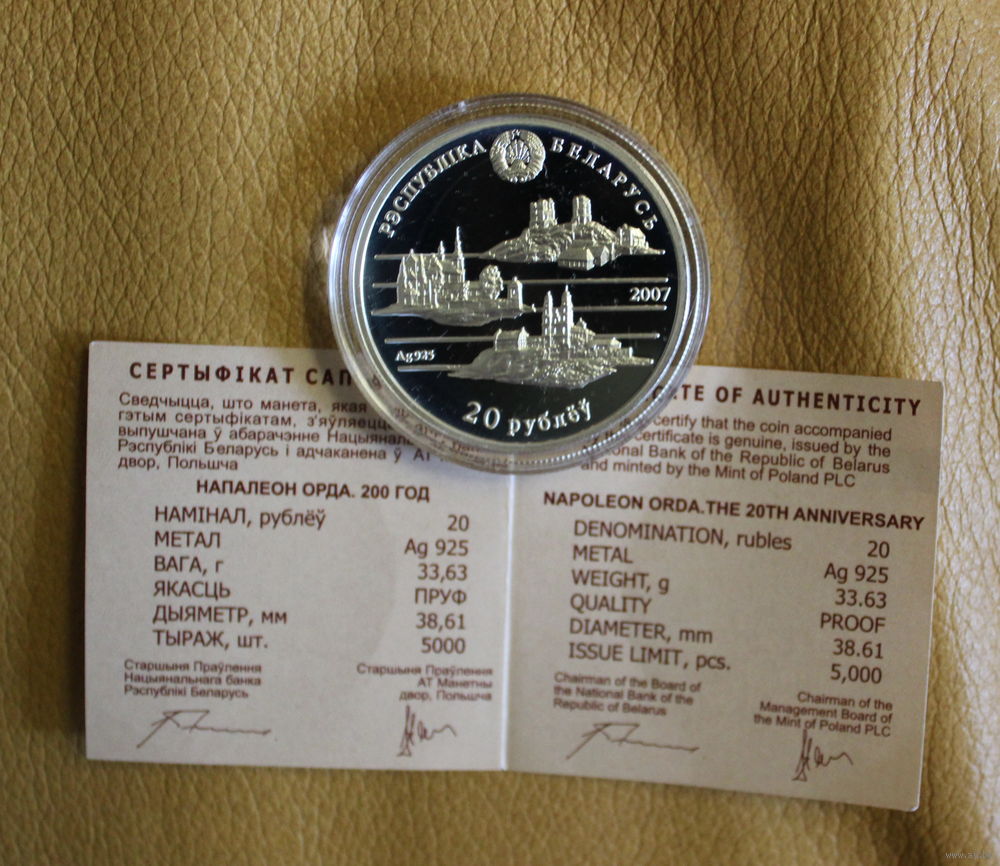 РЭСПУБЛІКА БЕЛАРУСЬ
2007
Ag925
20 рублёў
СЕРТЫФІКАТ
Сведчыцца, што манета, якая
гэтым сертыфікатам, з'яўляецца
выпушчана ў абарачэнне Нацыянал
Рэспублікі Беларусь і адчаканена ў АТ
двор, Польшча
НАПАЛЕОН ОРДА. 200 ГОД
НАМІНАЛ, рублёў 20
МЕТАЛ Ag 925
ВАГА, г 33,63
ЯКАСЦЬ ПРУФ
ДЫЯМЕТР, мм 38,61
ТЫРАЖ, шт. 5000
Старшыня Праўлення
Нацыянальнага банка
Рэспублікі Беларусь
Старшыня Праўлення
АТ Манетны
двор, Польшча
OF AUTHENTICITY
certify that the coin accompanied
certificate is genuine, issued by the
Bank of the Republic of Belarus
and minted by the Mint of Poland PLC
NAPOLEON ORDA.THE 20TH ANNIVERSARY
DENOMINATION, rubles 20
METAL Ag 925
WEIGHT, g 33.63
QUALITY PROOF
DIAMETER, mm 38.61
ISSUE LIMIT, pcs. 5,000
Chairman of the Board of
the National Bank of the
Republic of Belarus
Chairman of the
Management Board of
the Mint of Poland PLC